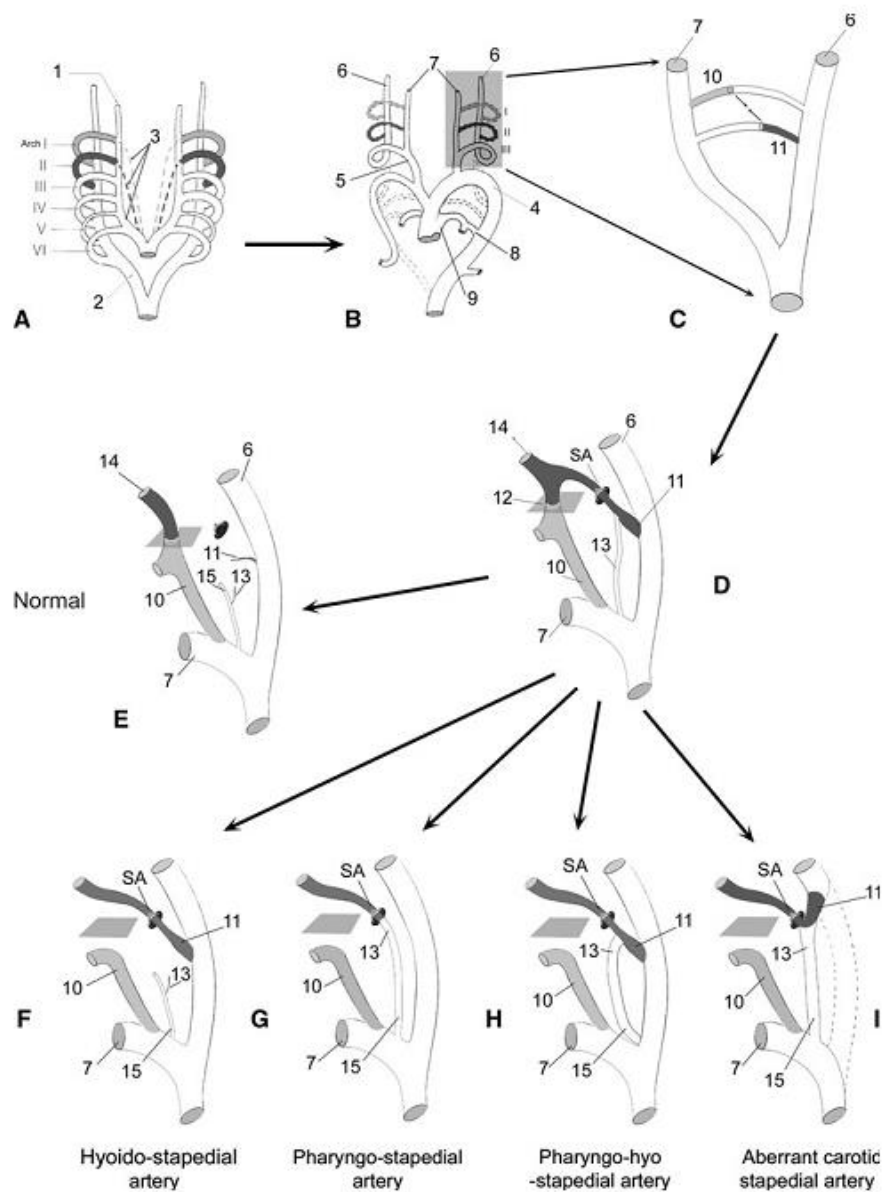 1
3
Arch I
II
III
IV
V
VI
2
A
6
7
6
I
II
III
5
4
8
9
B
7
6
10
11
C
14
6
11
15
13
10
7
Normal
E
14
6
SA
11
12
13
10
7
D
SA
11
13
10
F
7
15
Hyoido-stapedial
artery
SA
13
10
G
7
15
Pharyngo-stapedial
artery
SA
11
13
10
H
7
15
Pharyngo-hyo
-stapedial artery
SA
11
13
10
I
7
15
Aberrant carotic
stapedial artery